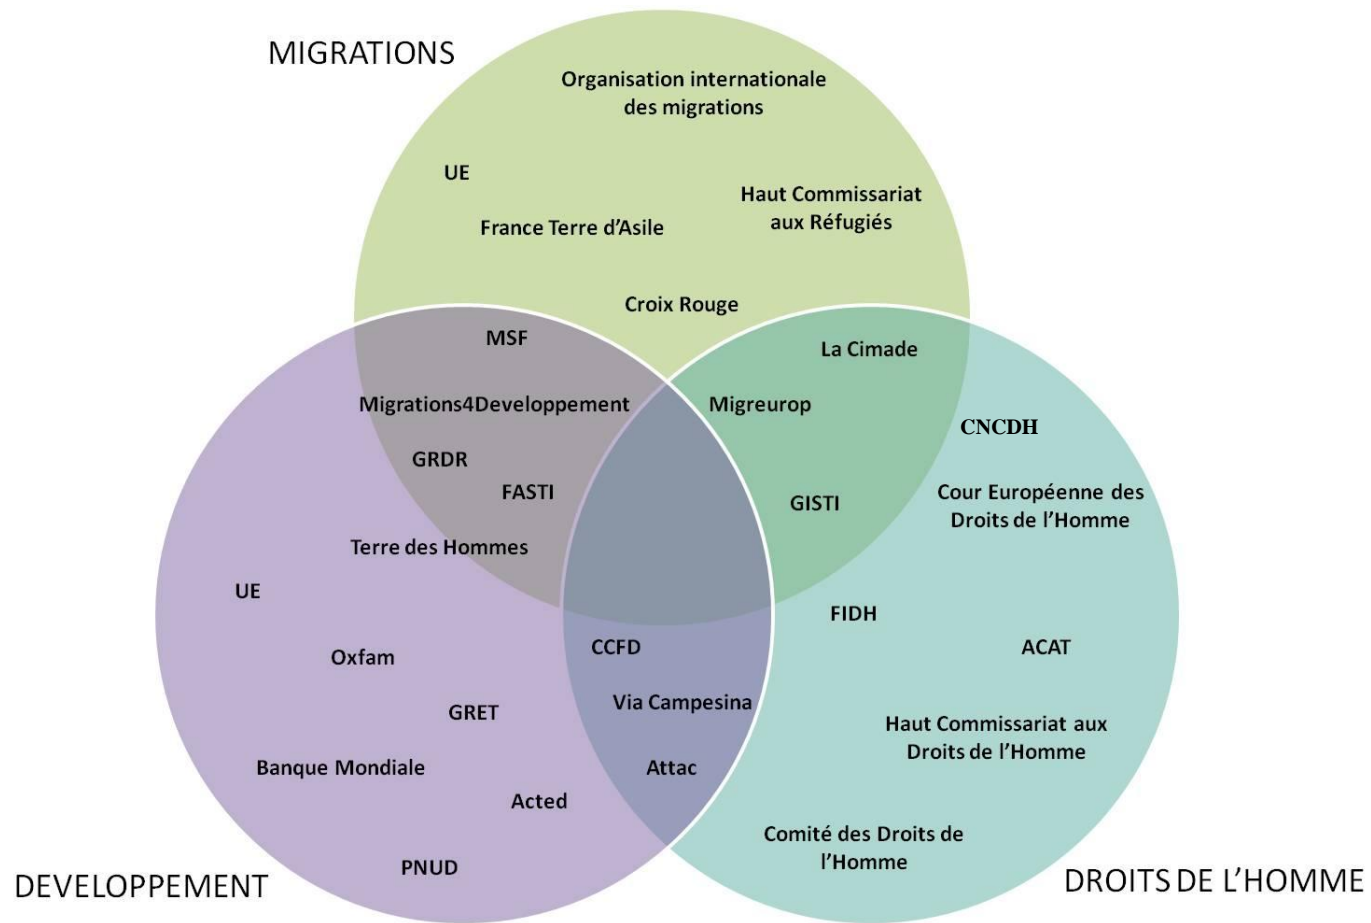 MIGRATIONS
Organisation internationale
des migrations
UE
Haut Commissariat
aux Réfugiés
France Terre d’Asile
Croix Rouge
MSF
La Cimade
Migrations4Developpement
Migreurop
CNCDH
GRDR
FASTI
GISTI
Cour Européenne des
Droits de l’Homme
Terre des Hommes
UE
FIDH
Oxfam
CCFD
ACAT
GRET
Via Campesina
Haut Commissariat aux
Droits de l’Homme
Banque Mondiale
Attac
Acted
Comité des Droits de
l’Homme
PNUD
DEVELOPPEMENT
DROITS DE L’HOMME